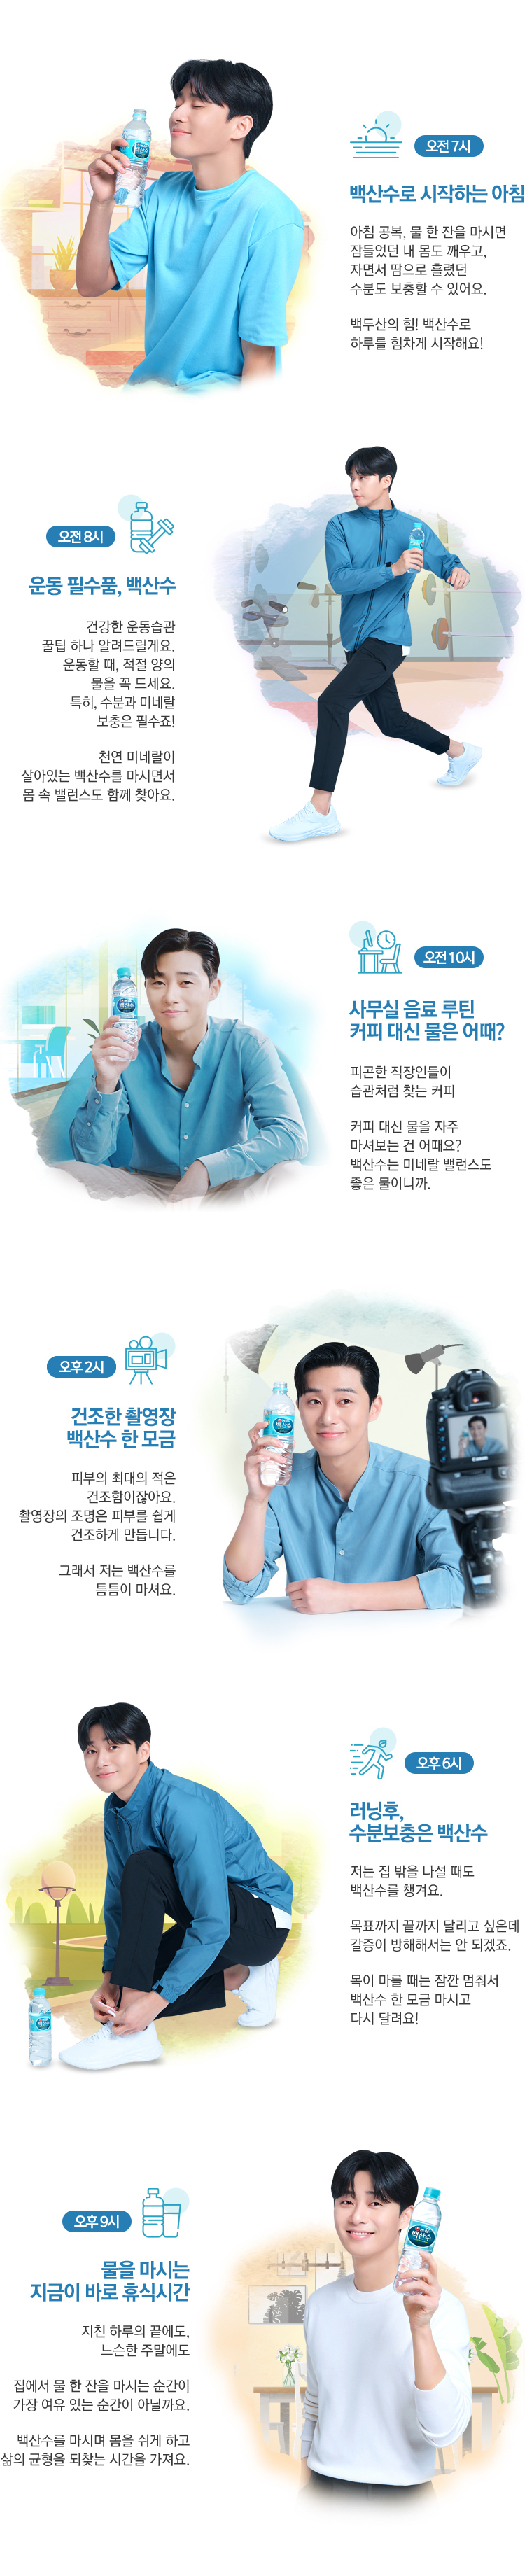 오전 7시
백산수로 시작하는 아침
아침 공복, 물 한 잔을 마시면
잠들었던 내 몸도 깨우고,
자면서 땀으로 흘렸던
수분도 보충할 수 있어요.
백두산의 힘! 백산수로
하루를 힘차게 시작해요!
백산수
오전 8시
운동 필수품, 백산수
건강한 운동습관
꿀팁 하나 알려드릴게요.
운동할 때, 적절 양의
물을 꼭 드세요.
특히, 수분과 미네랄
보충은 필수죠!
천연 미네랄이
살아있는 백산수를 마시면서
몸 속 밸런스도 함께 찾아요.
오전 10시
사무실 음료 루틴
커피 대신 물은 어때?
피곤한 직장인들이
습관처럼 찾는 커피
커피 대신 물을 자주
마셔보는 건 어때요?
백산수는 미네랄 밸런스도
좋은 물이니까.
백산수
오후 2시
건조한 촬영장
백산수 한 모금
피부의 최대의 적은
건조함이잖아요.
촬영장의 조명은 피부를 쉽게
건조하게 만듭니다.
그래서 저는 백산수를
틈틈이 마셔요.
백산수
Canon
오후 6시
러닝후,
수분보충은 백산수
저는 집 밖을 나설 때도
백산수를 챙겨요.
목표까지 끝까지 달리고 싶은데
갈증이 방해해서는 안 되겠죠.
목이 마를 때는 잠깐 멈춰서
백산수 한 모금 마시고
다시 달려요!
백산수
오후 9시
물을 마시는
지금이 바로 휴식시간
지친 하루의 끝에도,
느슨한 주말에도
집에서 물 한 잔을 마시는 순간이
가장 여유 있는 순간이 아닐까요.
백산수를 마시며 몸을 쉬게 하고
삶의 균형을 되찾는 시간을 가져요.
백산수